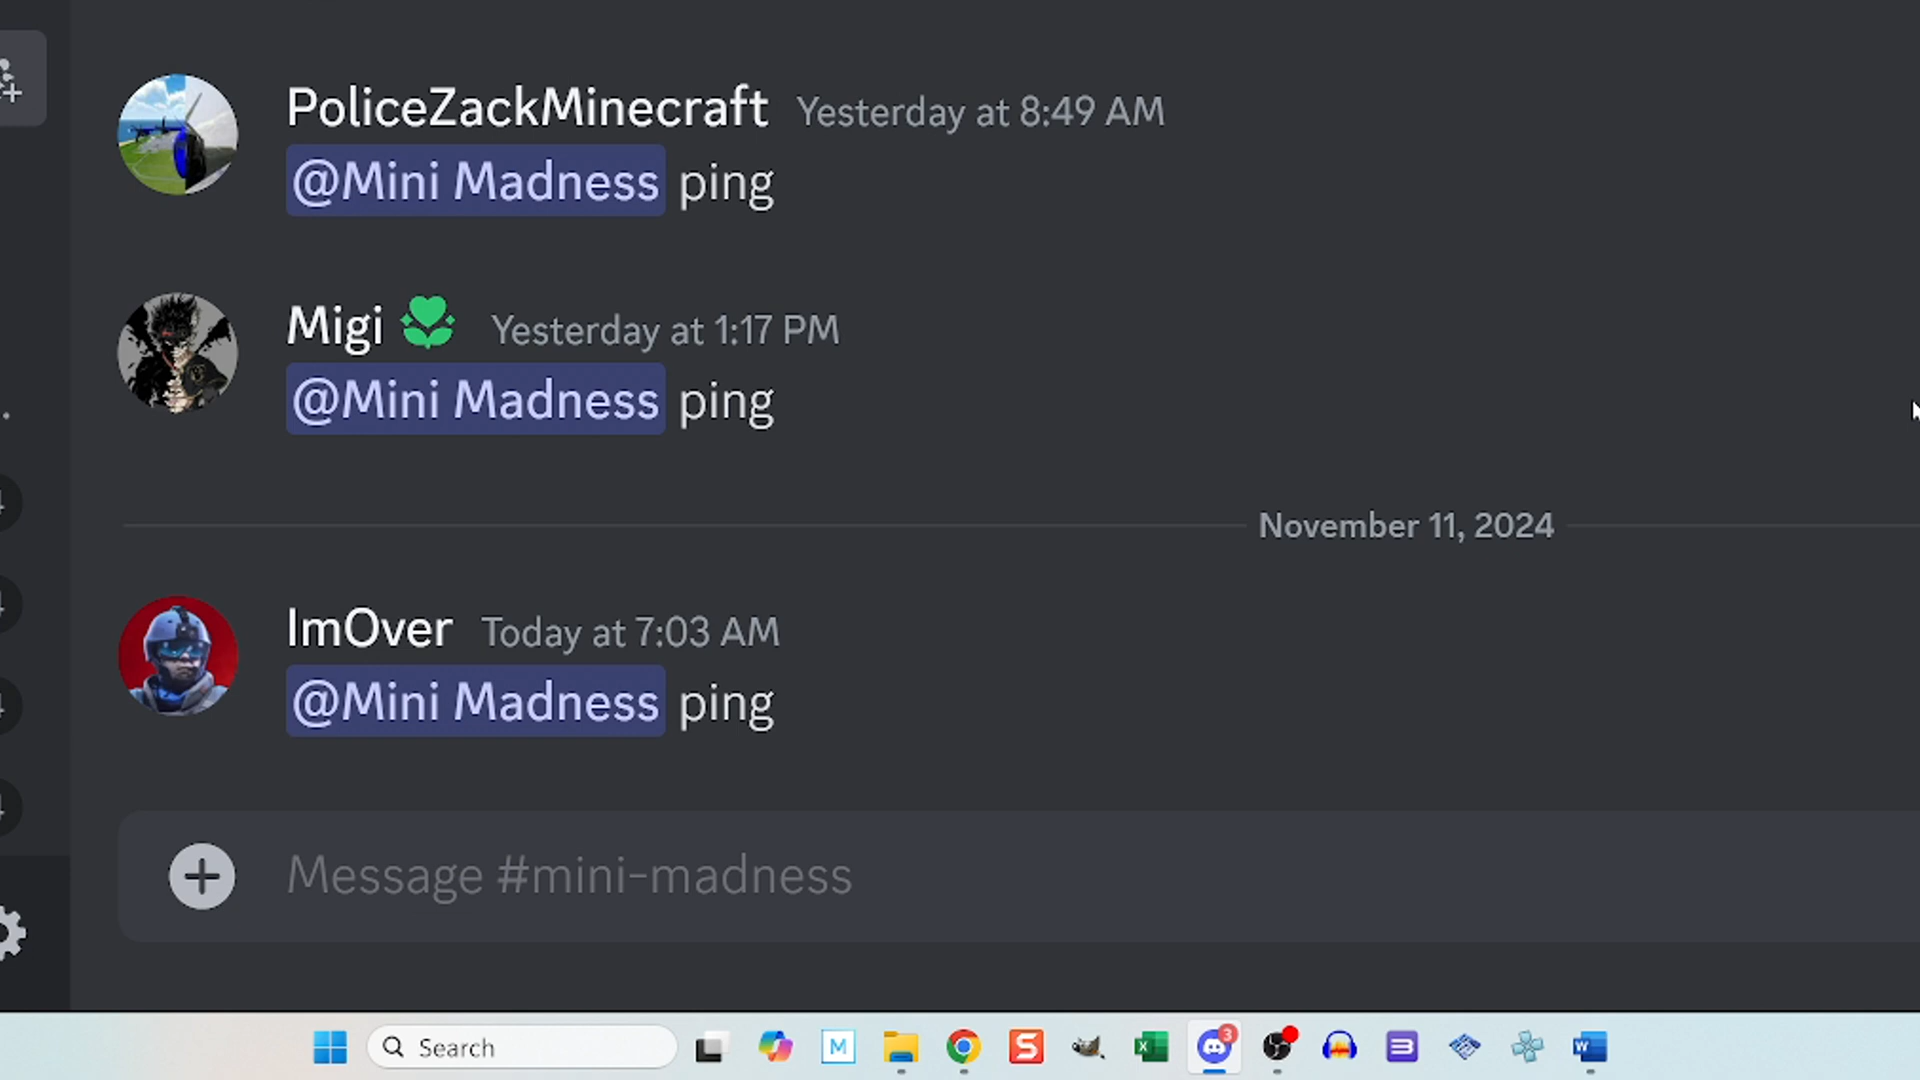 PoliceZackMinecraft Yesterday at 8:49 AM
@Mini Madness ping
Migi Yesterday at 1:17 PM
@Mini Madness ping
November 11, 2024
ImOver Today at 7:03 AM
@Mini Madness ping
Message #mini-madness
Search
M
S
X
3
W